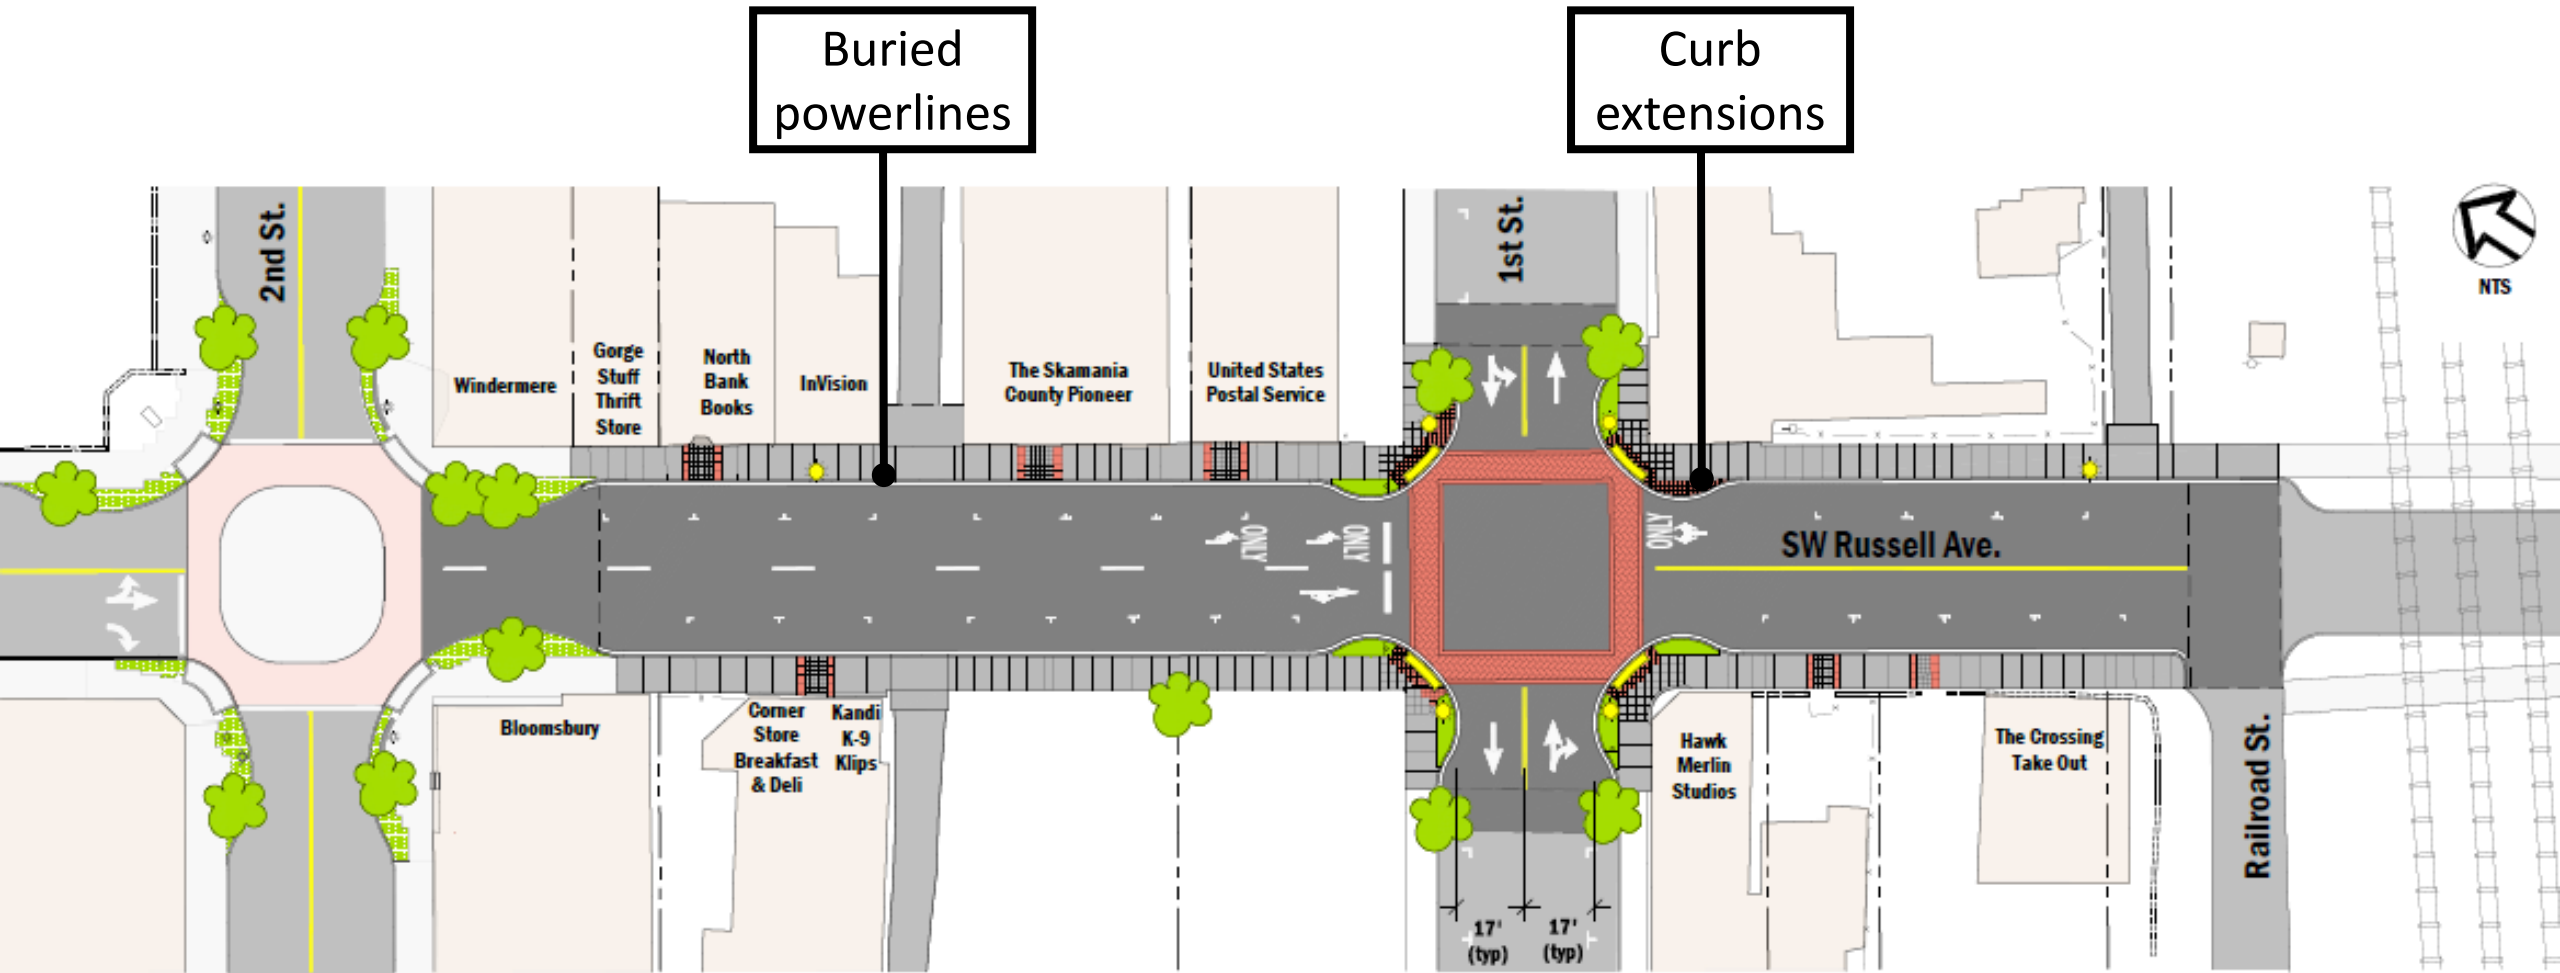 Buried
powerlines
Curb
extensions
2nd St.
1st St.
NTS
Windermere
Gorge
Stuff
Thrift
Store
North
Bank
Books
InVision
The Skamania
County Pioneer
United States
Postal Service
ONLY
ONLY
ONLY
SW Russell Ave.
Bloomsbury
Corner
Store
Breakfast
& Deli
Kandi
K-9
Klips
Hawk
Merlin
Studios
The Crossing
Take Out
Railroad St.
17'
(typ)
17'
(typ)